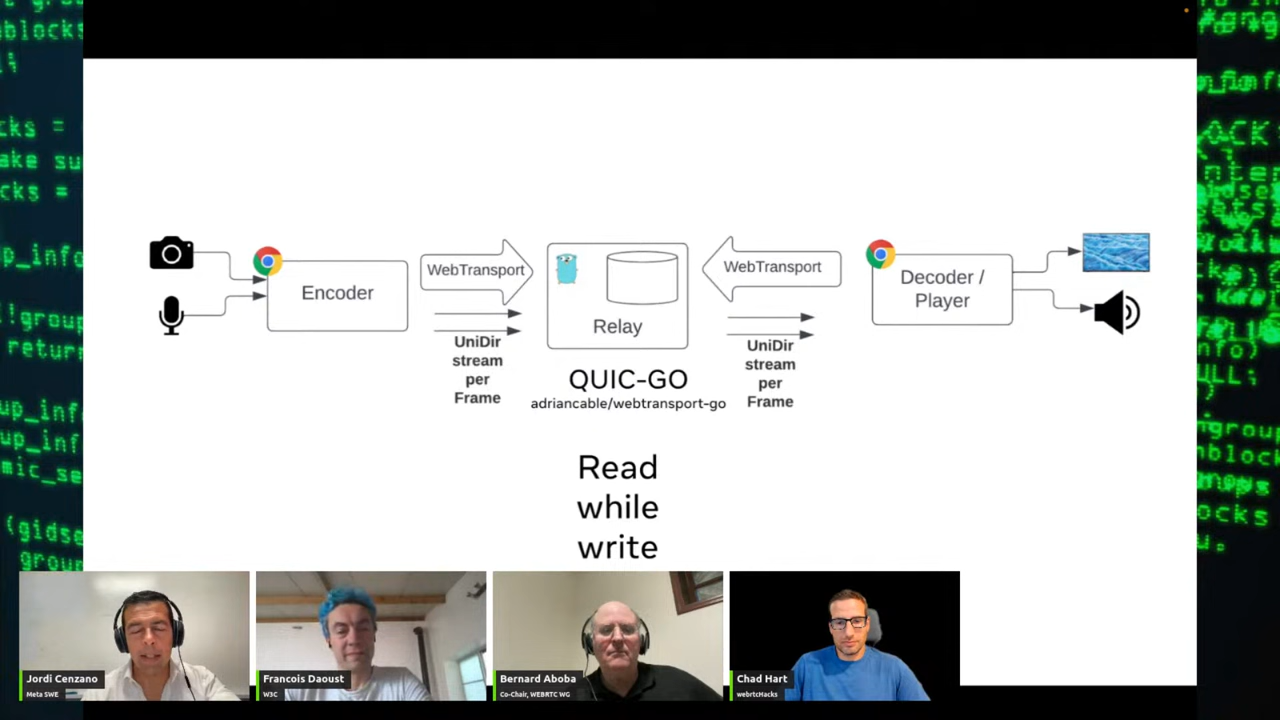 Encoder
WebTransport
UniDir
stream
per
Frame
Relay
QUIC-GO
adriancable/webtransport-go
WebTransport
UniDir
stream
per
Frame
Decoder /
Player
Read
while
write
Jordi Cenzano
Meta SWE
Francois Daoust
W3C
Bernard Aboba
Co-Chair, WEBRTC WG
Chad Hart
webrtcHacks